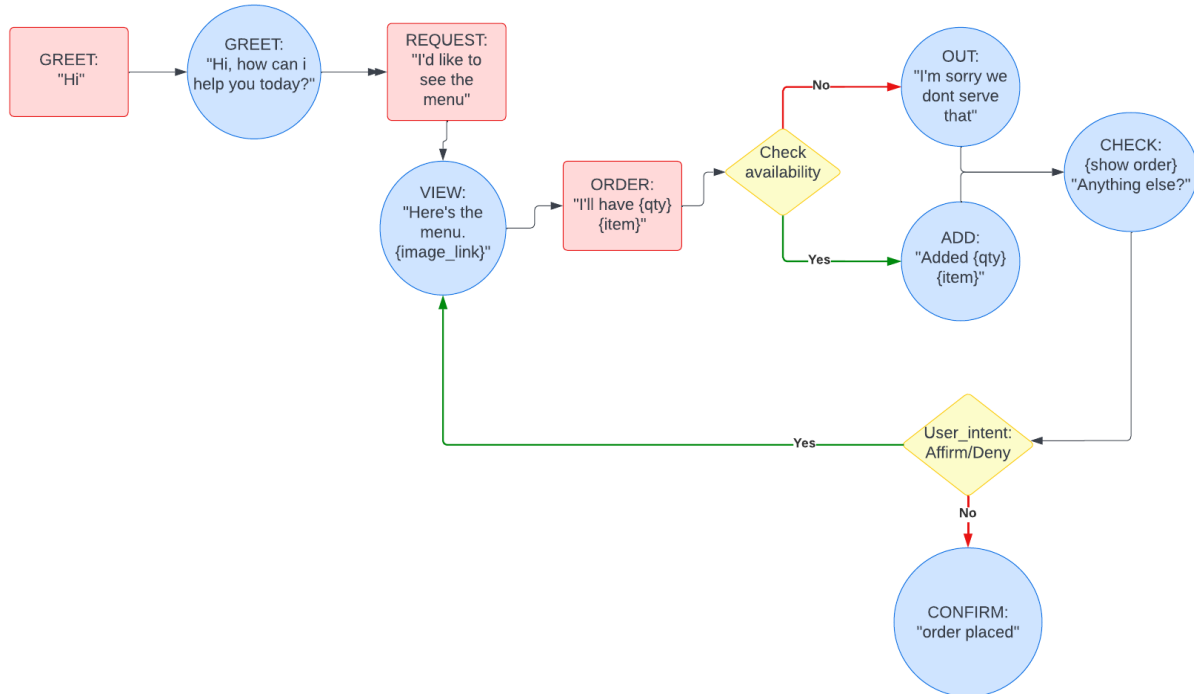 GREET:
"Hi"
GREET:
"Hi, how can i
help you today?"
REQUEST:
"I'd like to
see the
menu"
VIEW:
"Here's the
menu.
{image_link}"
ORDER:
"I'll have {qty}
{item}"
Check
availability
No
Yes
OUT:
"I'm sorry we
dont serve
that"
ADD:
"Added {qty}
{item}"
CHECK:
{show order}
"Anything else?"
User_intent:
Affirm/Deny
Yes
No
CONFIRM:
"order placed"